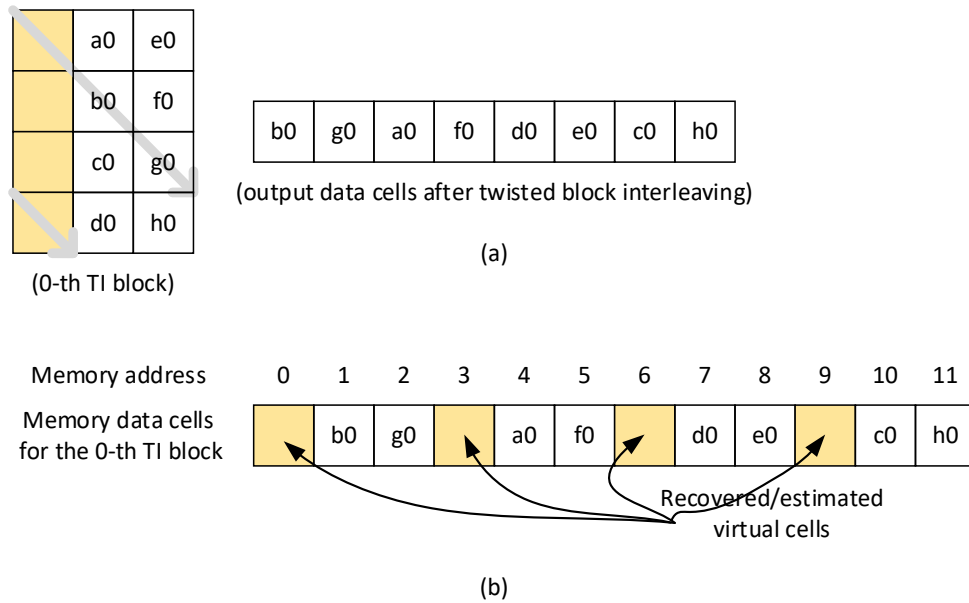 a0 e0
b0 f0
c0 g0
d0 h0
(0-th TI block)
b0 g0 a0 f0 d0 e0 c0 h0
(output data cells after twisted block interleaving)
(a)
Memory address 0 1 2 3 4 5 6 7 8 9 10 11
Memory data cells
for the 0-th TI block
b0 g0 a0 f0 d0 e0 c0 h0
Recovered/estimated
virtual cells
(b)